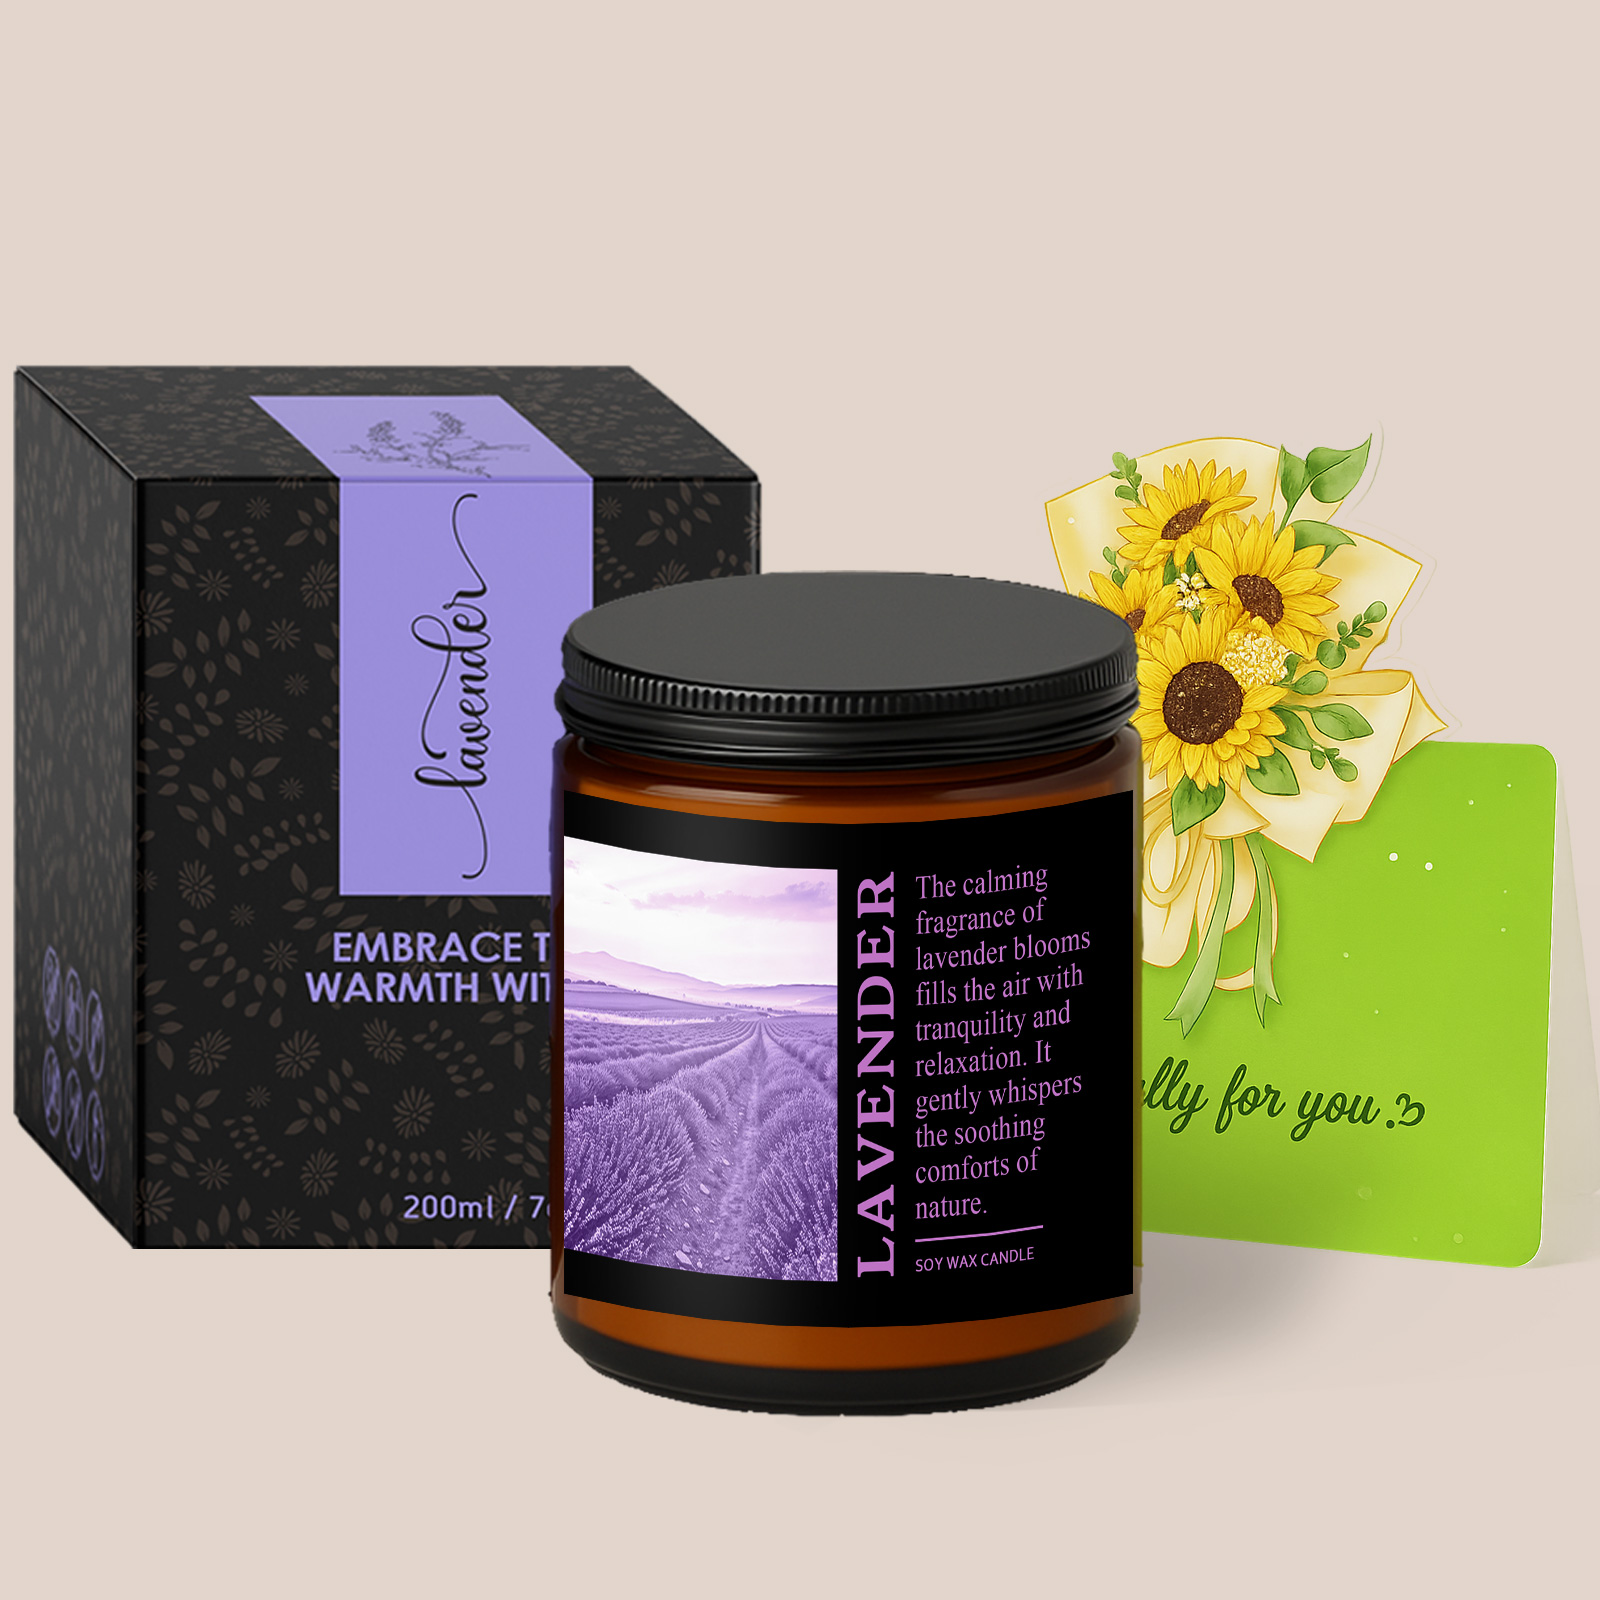 lavender
EMBRACE T
WARMTH WIT
200ml / 7
LAVENDER
The calming
fragrance of
lavender blooms
fills the air with
tranquility and
relaxation. It
gently whispers
the soothing
comforts of
nature.
SOY WAX CANDLE
lly for you